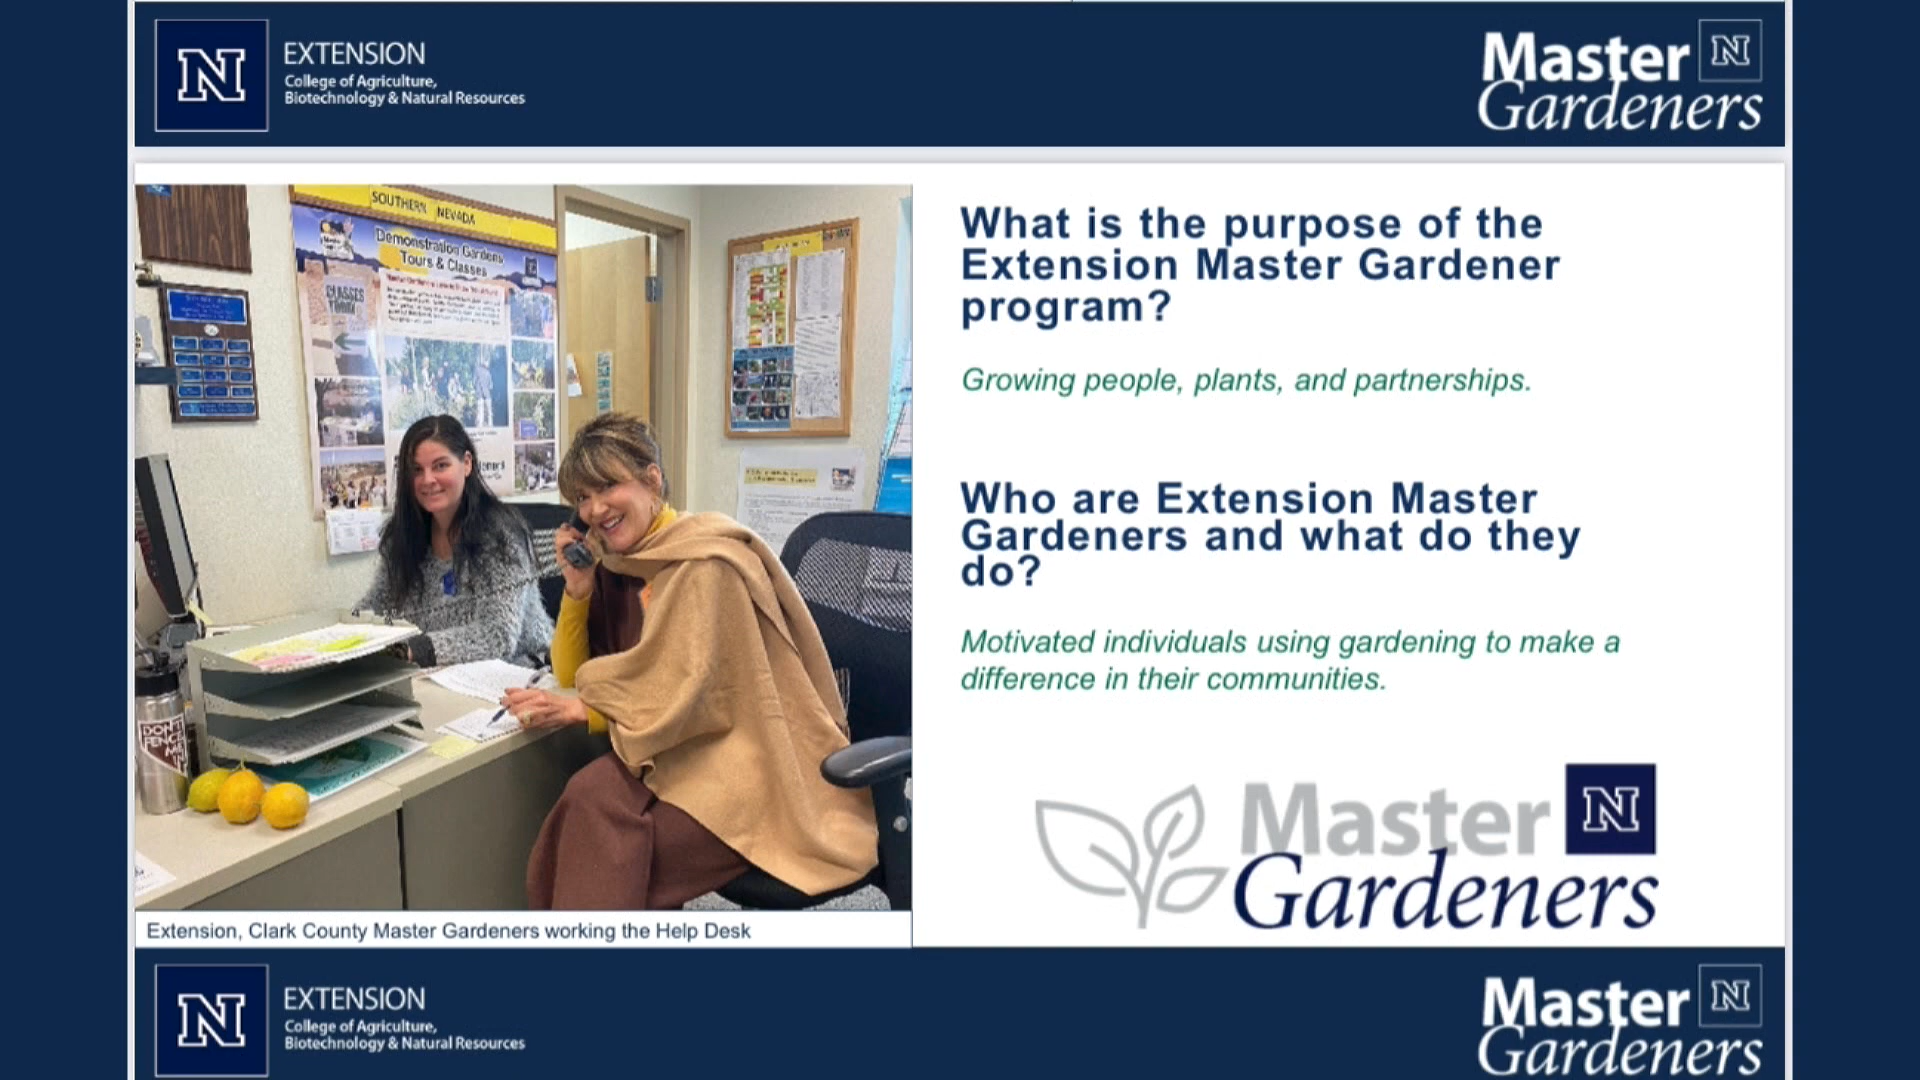 N
EXTENSION
College of Agriculture,
Biotechnology & Natural Resources
Master N
Gardeners
SOUTHERN NEVADA
Demonstration Gardens
Tours & Classes
CLASSES
DON'T
FENCE
ME
What is the purpose of the
Extension Master Gardener
program?
Growing people, plants, and partnerships.
Who are Extension Master
Gardeners and what do they
do?
Motivated individuals using gardening to make a
difference in their communities.
Master N
Gardeners
Extension, Clark County Master Gardeners working the Help Desk
N
EXTENSION
College of Agriculture,
Biotechnology & Natural Resources
Master N
Gardeners